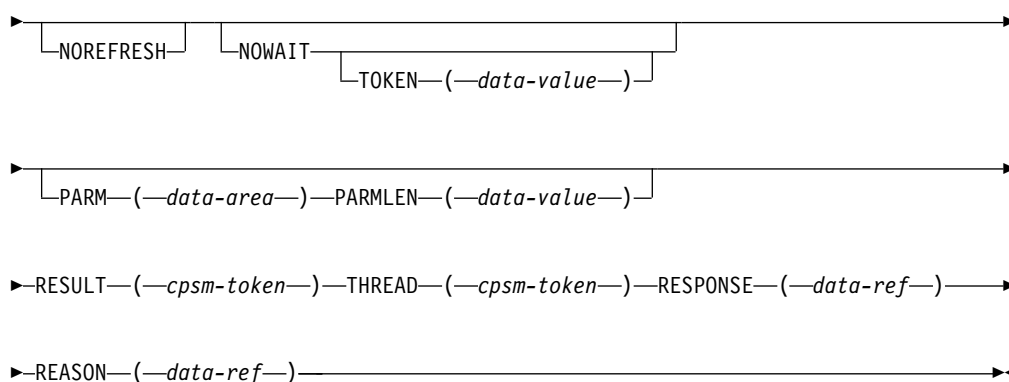 NOREFRESH NOWAIT
TOKEN ( data-value )
PARM ( data-area ) PARMLEN ( data-value )
RESULT ( cpsm-token ) THREAD ( cpsm-token ) RESPONSE ( data-ref )
REASON ( data-ref )